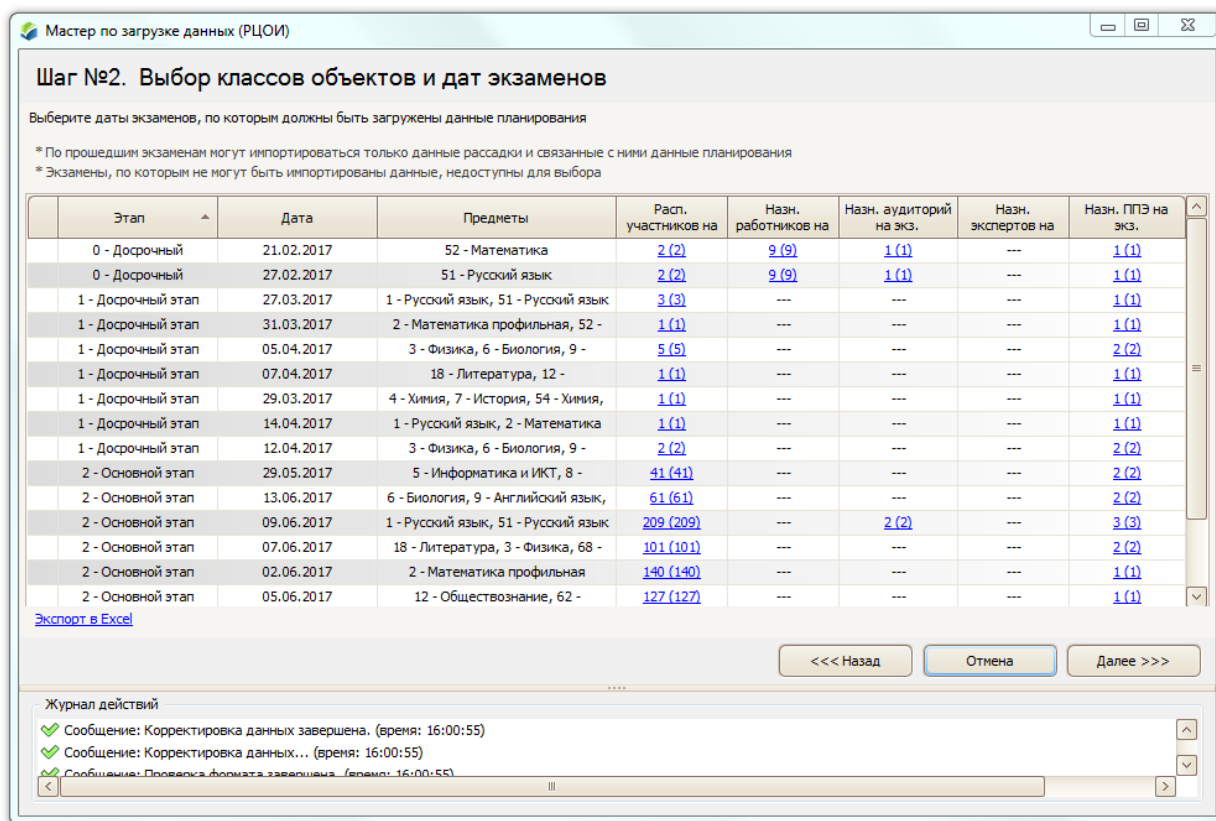 Мастер по загрузке данных (РЦОИ)
Шаг №2. Выбор классов объектов и дат экзаменов
Выберите даты экзаменов, по которым должны быть загружены данные планирования
* По прошедшим экзаменам могут импортироваться только данные рассадки и связанные с ними данные планирования
* Экзамены, по которым не могут быть импортированы данные, недоступны для выбора
Этап Дата Предметы Расп. участников на Назн. работников на Назн. аудиторий на экз. Назн. экспертов на Назн. ППЭ на экз.
0 - Досрочный 21.02.2017 52 - Математика 2 (2) 9 (9) 1 (1) --- 1 (1)
0 - Досрочный 27.02.2017 51 - Русский язык 2 (2) 9 (9) 1 (1) --- 1 (1)
1 - Досрочный этап 27.03.2017 1 - Русский язык, 51 - Русский язык 3 (3) --- --- --- 1 (1)
1 - Досрочный этап 31.03.2017 2 - Математика профильная, 52 - 1 (1) --- --- --- 1 (1)
1 - Досрочный этап 05.04.2017 3 - Физика, 6 - Биология, 9 - 5 (5) --- --- --- 2 (2)
1 - Досрочный этап 07.04.2017 18 - Литература, 12 - 1 (1) --- --- --- 1 (1)
1 - Досрочный этап 29.03.2017 4 - Химия, 7 - История, 54 - Химия, 1 (1) --- --- --- 1 (1)
1 - Досрочный этап 14.04.2017 1 - Русский язык, 2 - Математика 1 (1) --- --- --- 1 (1)
1 - Досрочный этап 12.04.2017 3 - Физика, 6 - Биология, 9 - 2 (2) --- --- --- 2 (2)
2 - Основной этап 29.05.2017 5 - Информатика и ИКТ, 8 - 41 (41) --- --- --- 2 (2)
2 - Основной этап 13.06.2017 6 - Биология, 9 - Английский язык, 61 (61) --- --- --- 2 (2)
2 - Основной этап 09.06.2017 1 - Русский язык, 51 - Русский язык 209 (209) --- 2 (2) --- 3 (3)
2 - Основной этап 07.06.2017 18 - Литература, 3 - Физика, 68 - 101 (101) --- --- --- 2 (2)
2 - Основной этап 02.06.2017 2 - Математика профильная 140 (140) --- --- --- 1 (1)
2 - Основной этап 05.06.2017 12 - Обществознание, 62 - 127 (127) --- --- --- 1 (1)
Экспорт в Excel
<<< Назад Отмена Далее >>>
Журнал действий
Сообщение: Корректировка данных завершена. (время: 16:00:55)
Сообщение: Корректировка данных... (время: 16:00:55)
Сообщение: Проверка формата завершена. (время: 16:00:55)